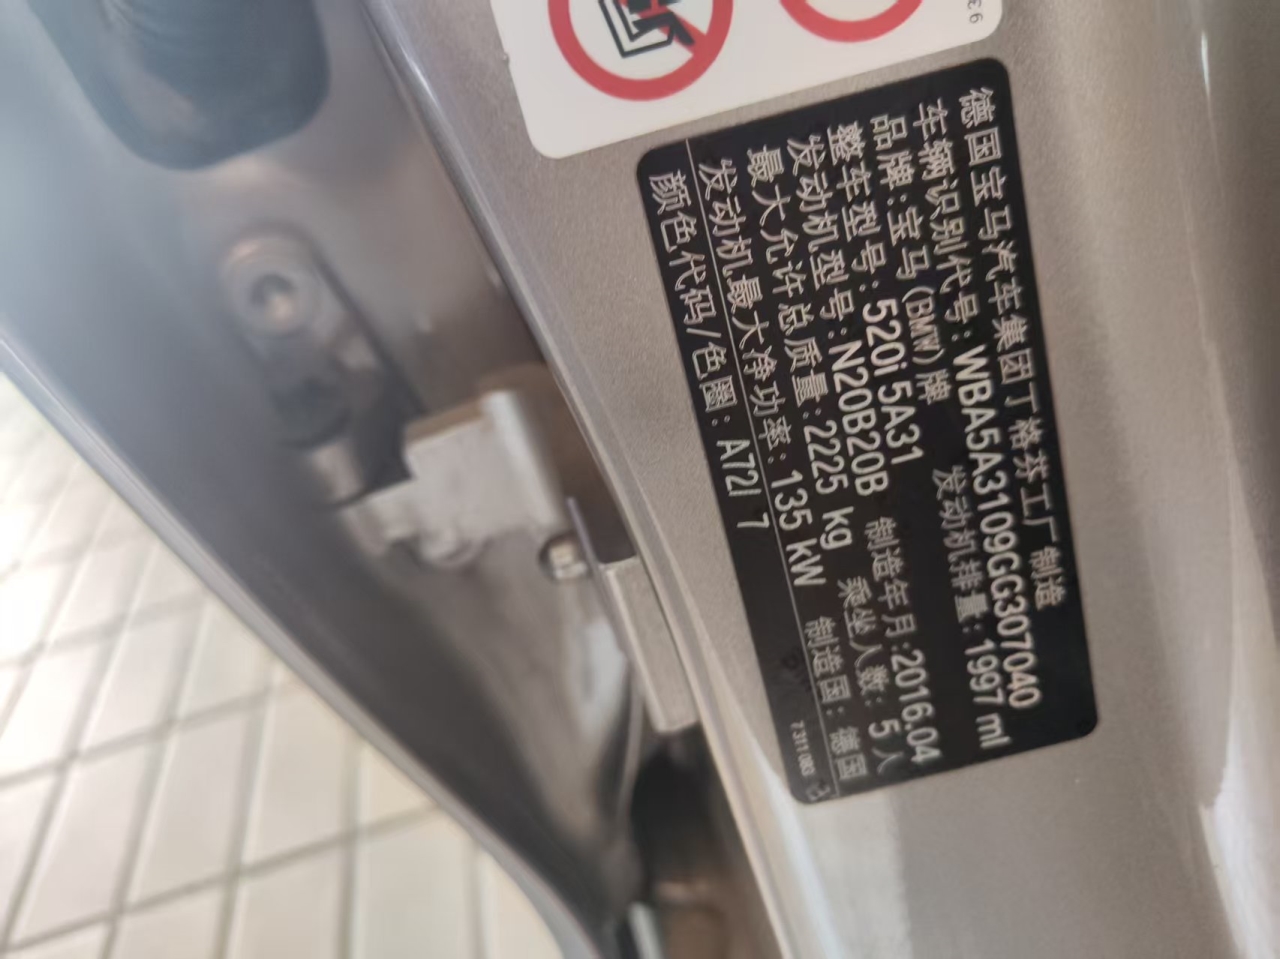 德国宝马汽车集团丁格芬工厂制造
车辆识别代号:WBA5A3109GG307040
品牌:宝马(BMW)牌 发动机排量:1997 ml
整车型号:520i 5A31
发动机型号:N20B20B 制造年月:2016.04
最大允许总质量:2225 kg 乘坐人数:5人
发动机最大净功率:135 kW 制造国:德国
颜色代码/色圈:A72/ 7